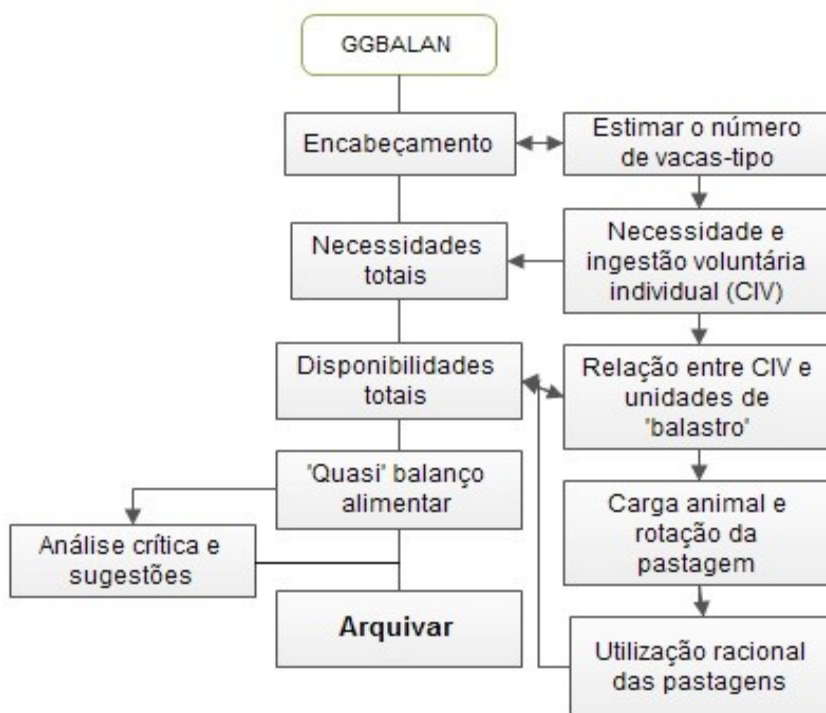 GGBALAN
Encabeçamento
Estimar o número
de vacas-tipo
Necessidades
totais
Necessidade e
ingestão voluntária
individual (CIV)
Disponibilidades
totais
Relação entre CIV e
unidades de
'balastro'
'Quasi' balanço
alimentar
Carga animal e
rotação da
pastagem
Análise crítica e
sugestões
Arquivar
Utilização racional
das pastagens